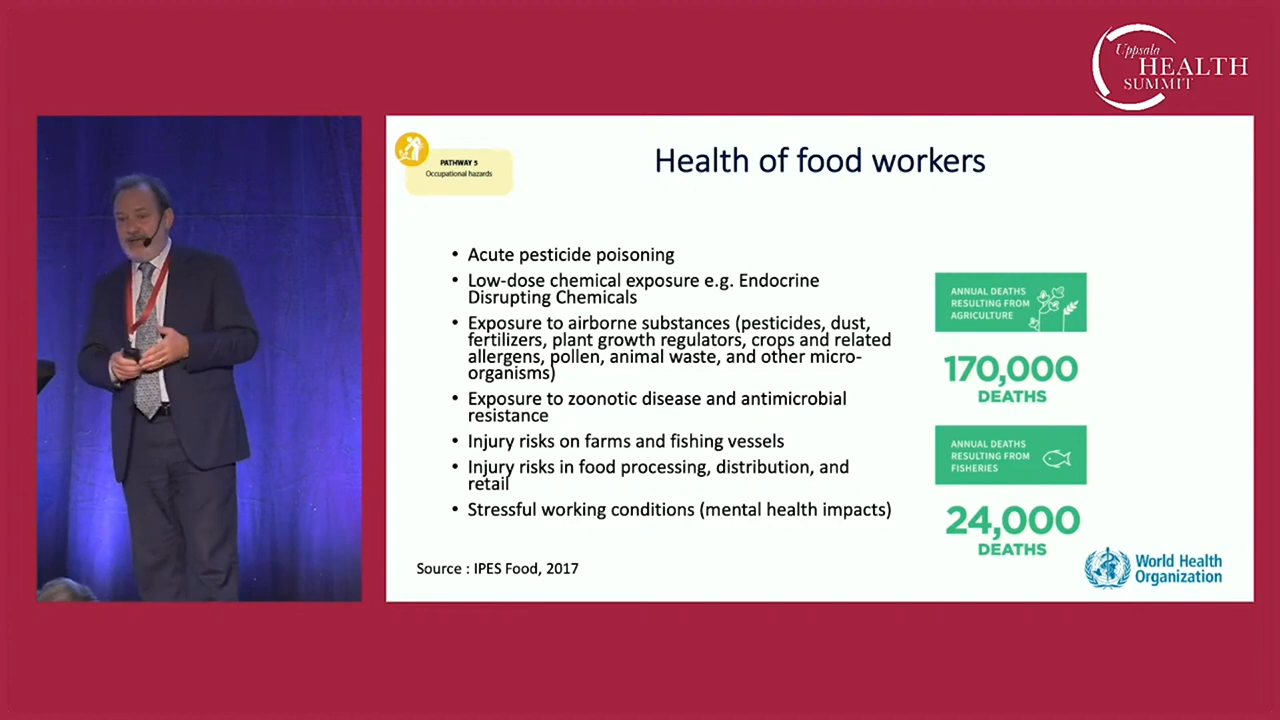 Uppsala
HEALTH
SUMMIT
PATHWAY 5
Occupational hazards
Health of food workers
• Acute pesticide poisoning
• Low-dose chemical exposure e.g. Endocrine
Disrupting Chemicals
• Exposure to airborne substances (pesticides, dust,
fertilizers, plant growth regulators, crops and related
allergens, pollen, animal waste, and other micro-
organisms)
• Exposure to zoonotic disease and antimicrobial
resistance
• Injury risks on farms and fishing vessels
• Injury risks in food processing, distribution, and
retail
• Stressful working conditions (mental health impacts)
Source : IPES Food, 2017
ANNUAL DEATHS
RESULTING FROM
AGRICULTURE
170,000
DEATHS
ANNUAL DEATHS
RESULTING FROM
FISHERIES
24,000
DEATHS
World Health
Organization